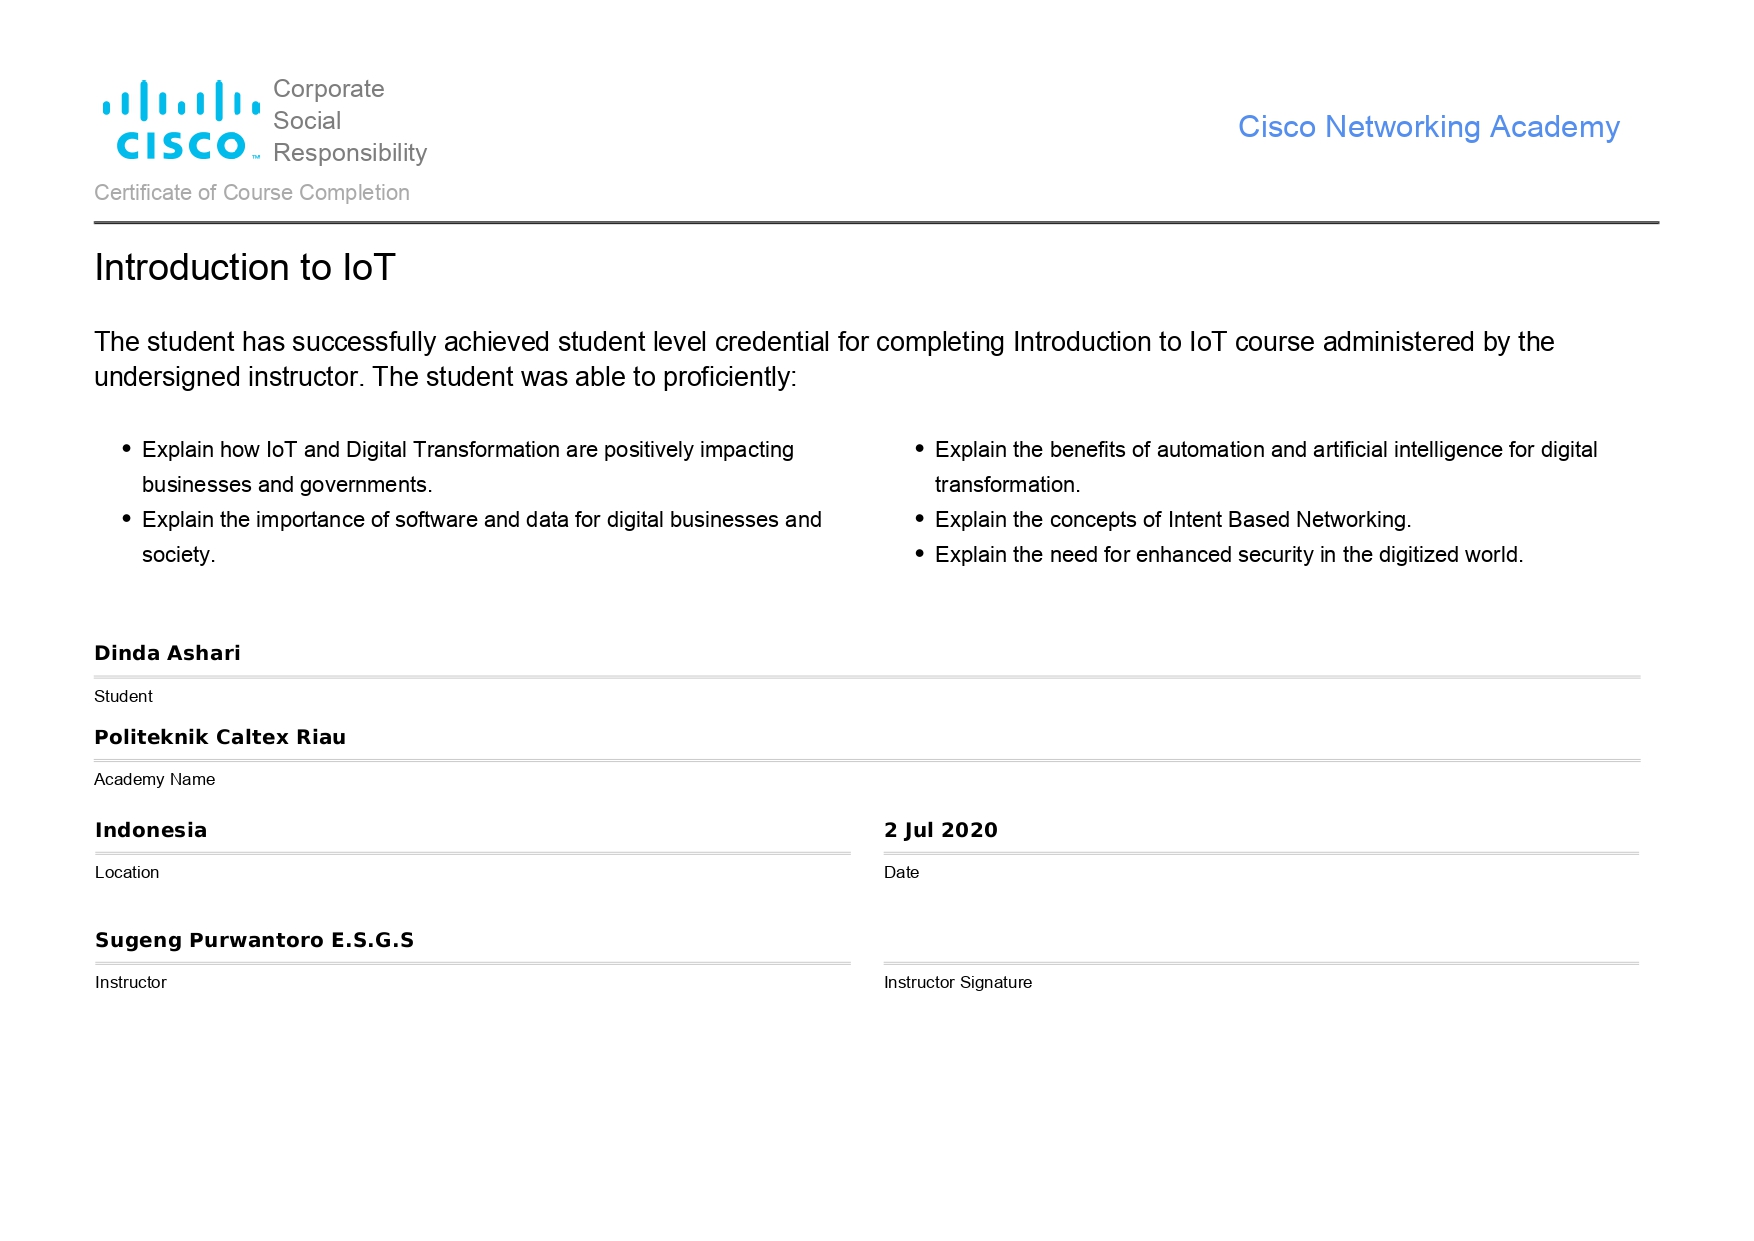 Corporate
Social
Responsibility
CISCO™
Cisco Networking Academy
Certificate of Course Completion
Introduction to IoT
The student has successfully achieved student level credential for completing Introduction to IoT course administered by the
undersigned instructor. The student was able to proficiently:
• Explain how IoT and Digital Transformation are positively impacting
businesses and governments.
• Explain the importance of software and data for digital businesses and
society.
• Explain the benefits of automation and artificial intelligence for digital
transformation.
• Explain the concepts of Intent Based Networking.
• Explain the need for enhanced security in the digitized world.
Dinda Ashari
Student
Politeknik Caltex Riau
Academy Name
Indonesia
Location
2 Jul 2020
Date
Sugeng Purwantoro E.S.G.S
Instructor
Instructor Signature